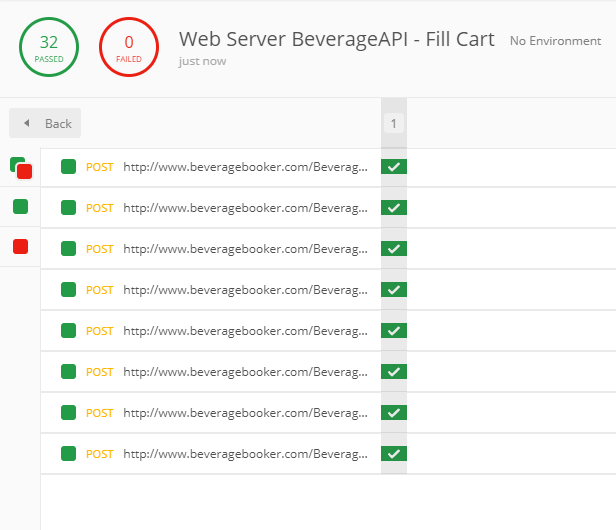 32
PASSED
0
FAILED
Web Server BeverageAPI - Fill Cart
No Environment
just now
Back
1
POST http://www.beveragebooker.com/Beverag...
POST http://www.beveragebooker.com/Beverag...
POST http://www.beveragebooker.com/Beverag...
POST http://www.beveragebooker.com/Beverag...
POST http://www.beveragebooker.com/Beverag...
POST http://www.beveragebooker.com/Beverag...
POST http://www.beveragebooker.com/Beverag...
POST http://www.beveragebooker.com/Beverag...